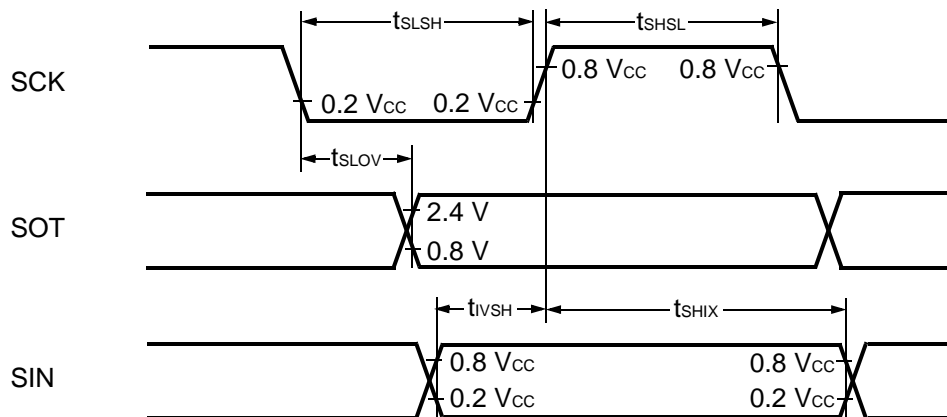 tSLSH tSHSL
SCK 0.8 VCC 0.8 VCC
0.2 VCC 0.2 VCC
tSLOV
SOT 2.4 V
0.8 V
tIVSH tSHIX
0.8 VCC 0.8 VCC
SIN 0.2 VCC 0.2 VCC